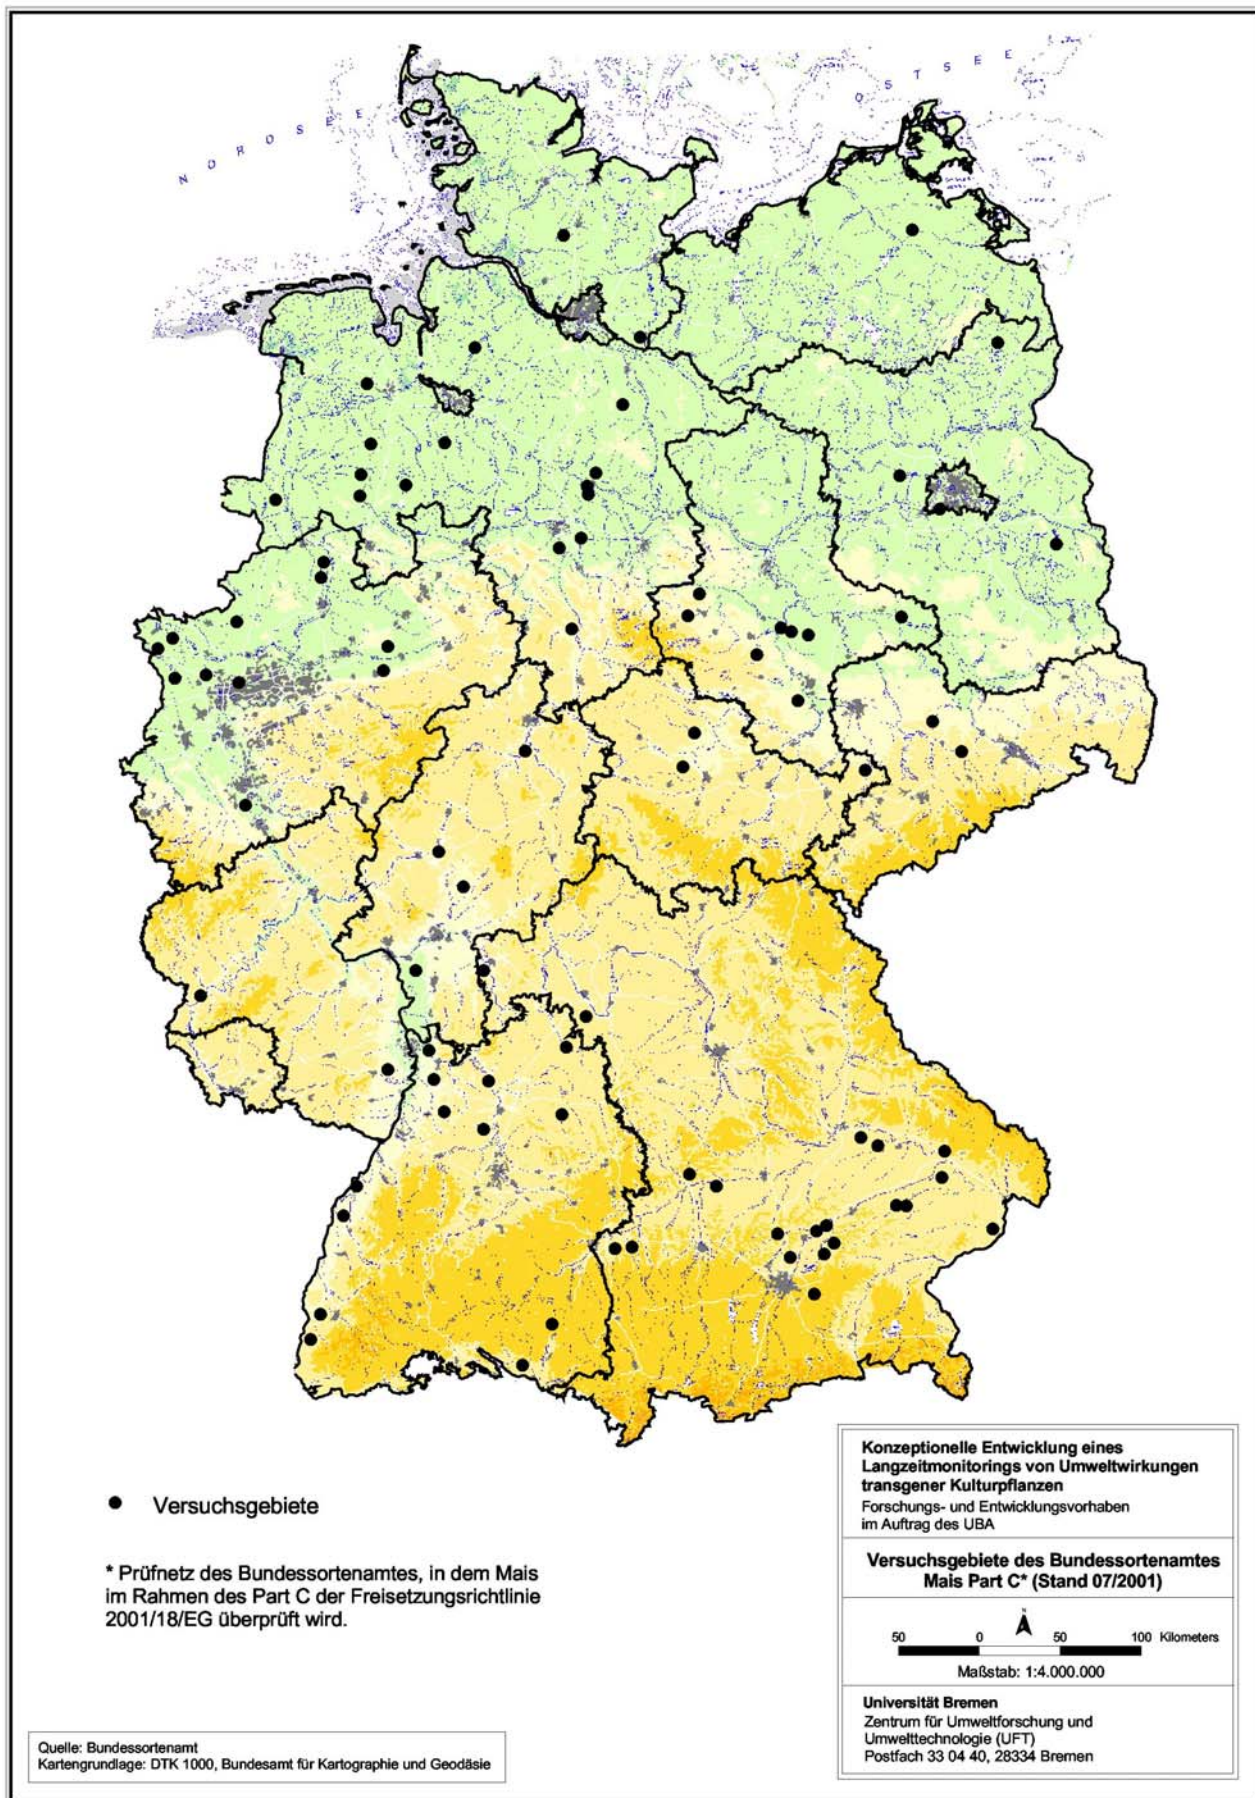 NORDSEE
OSTSEE
Versuchsgebiete
* Prüfnetz des Bundessortenamtes, in dem Mais
im Rahmen des Part C der Freisetzungsrichtlinie
2001/18/EG überprüft wird.
Konzeptionelle Entwicklung eines
Langzeitmonitorings von Umweltwirkungen
transgener Kulturpflanzen
Forschungs- und Entwicklungsvorhaben
im Auftrag des UBA
Versuchsgebiete des Bundessortenamtes
Mais Part C* (Stand 07/2001)
N
50 0 50 100 Kilometers
Maßstab: 1:4.000.000
Universität Bremen
Zentrum für Umweltforschung und
Umwelttechnologie (UFT)
Postfach 33 04 40, 28334 Bremen
Quelle: Bundessortenamt
Kartengrundlage: DTK 1000, Bundesamt für Kartographie und Geodäsie